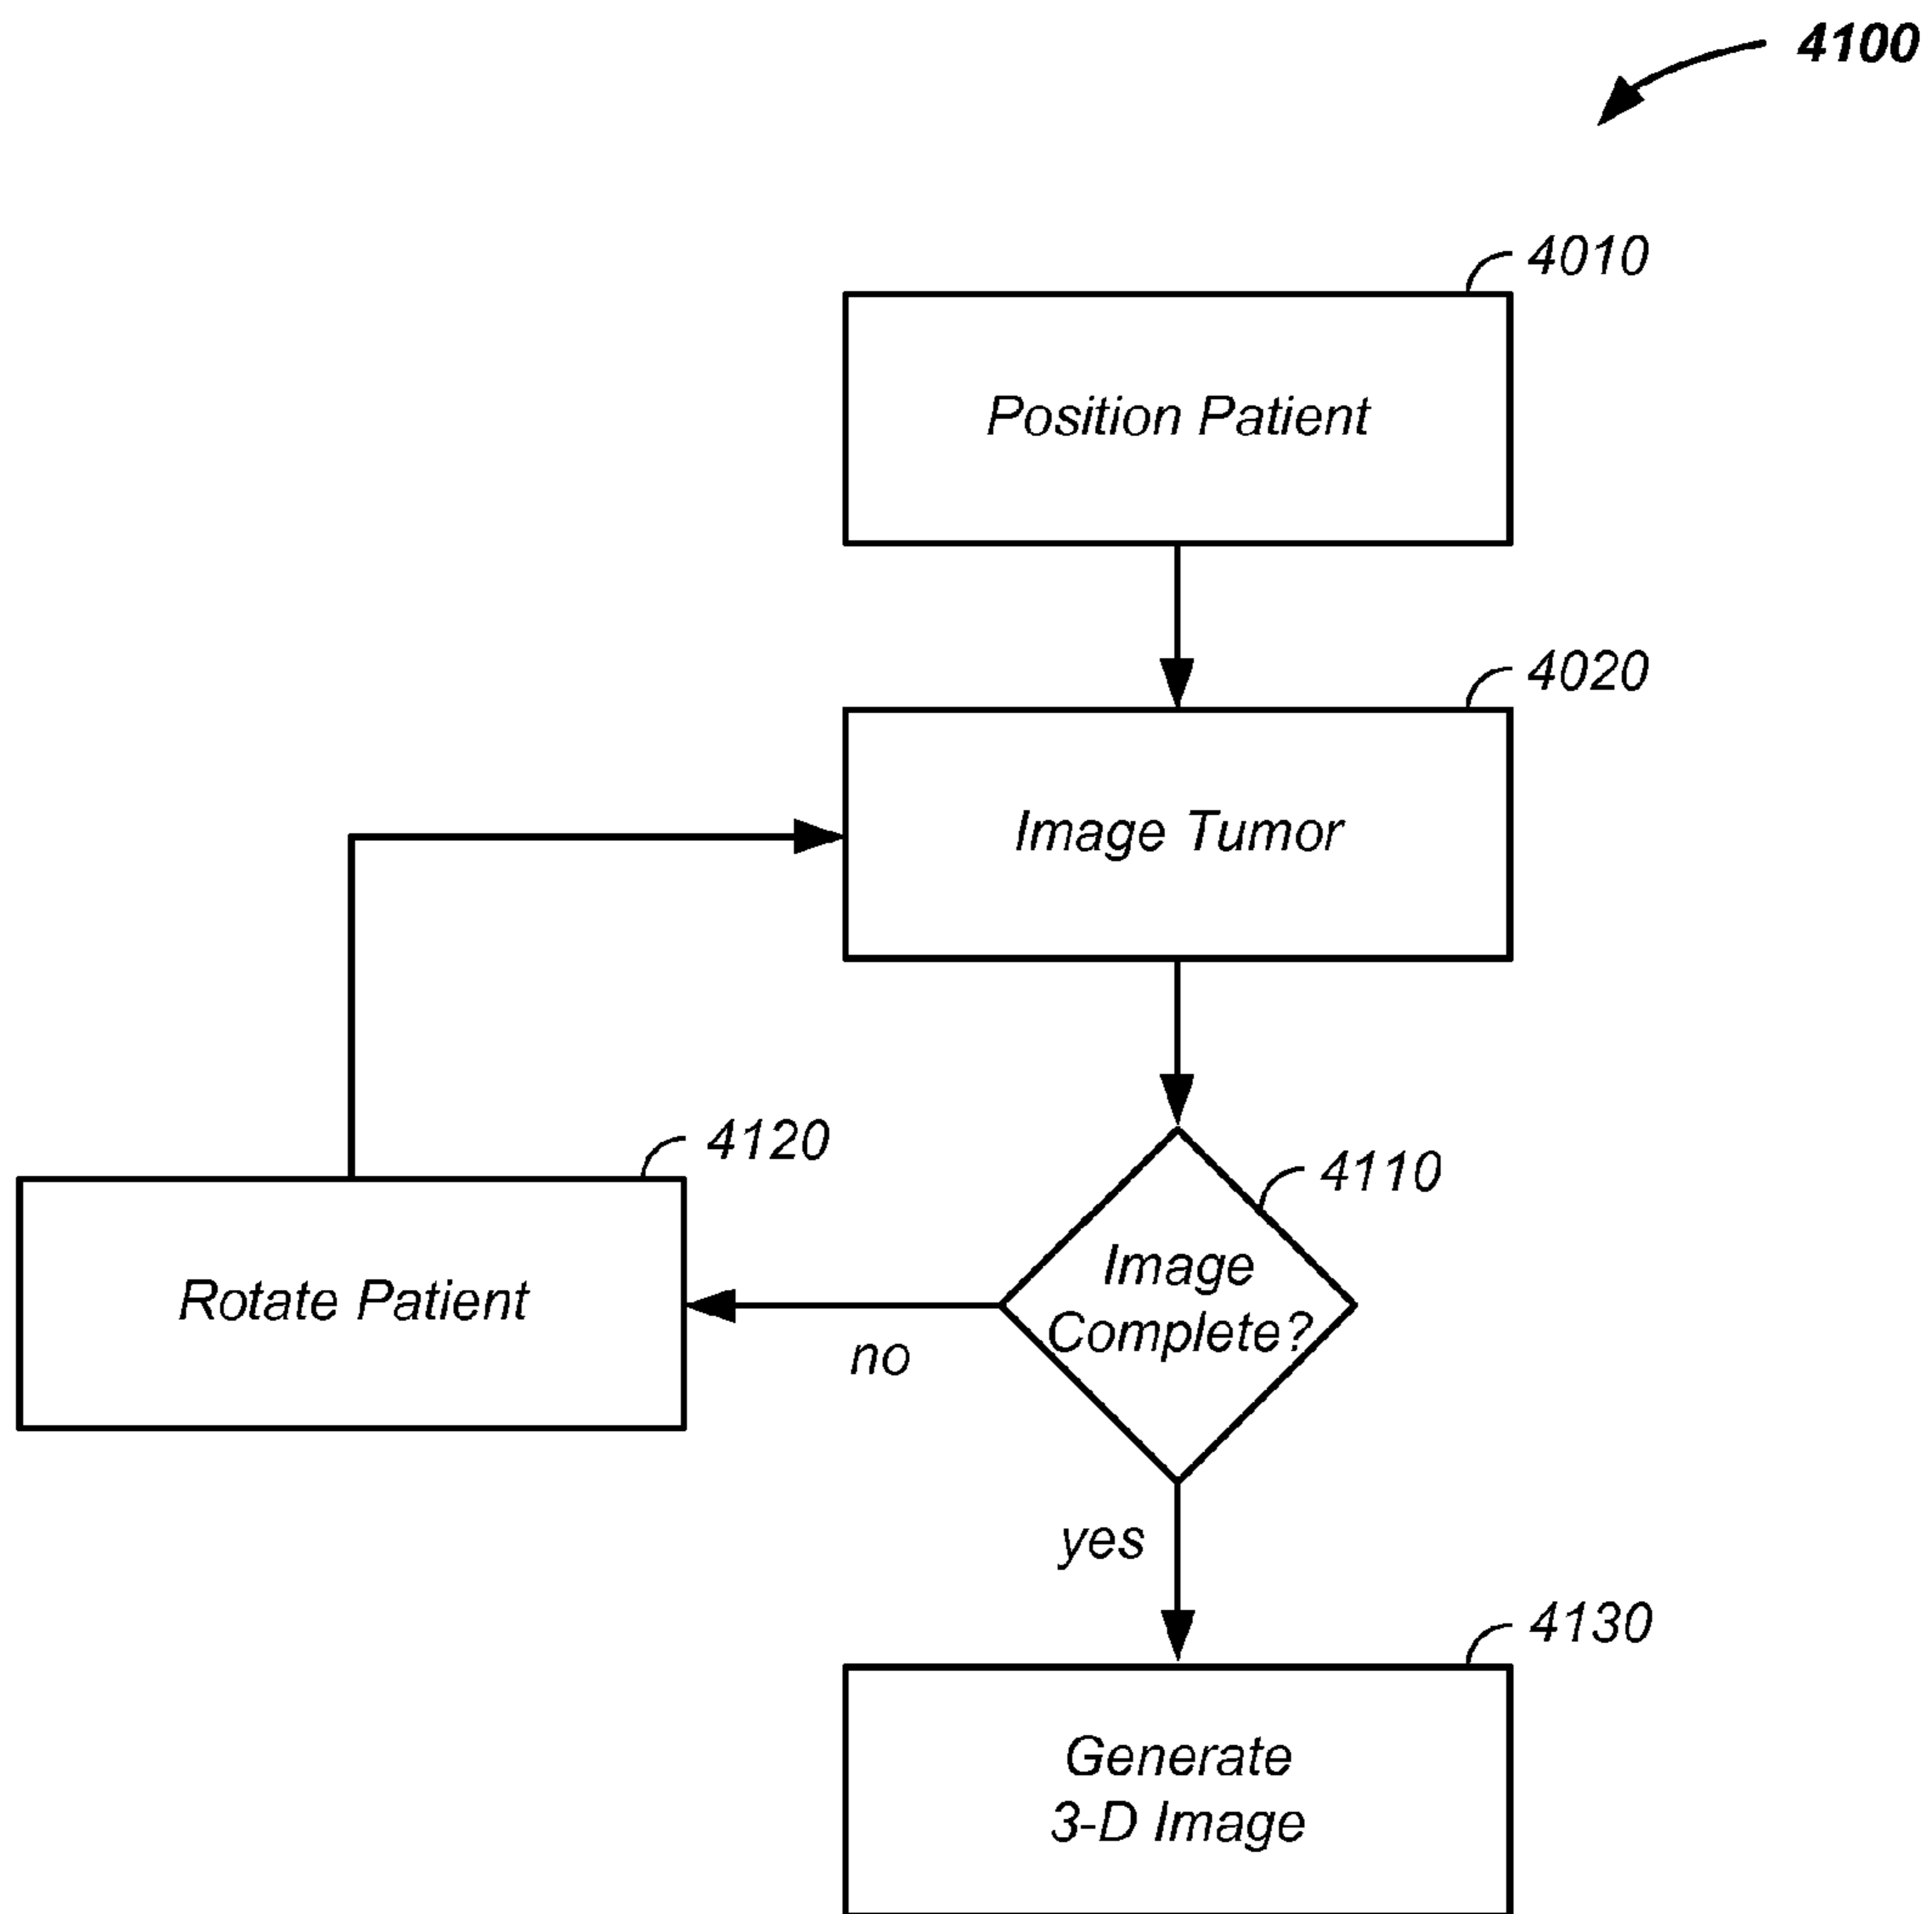 4100
4010
Position Patient
4020
Image Tumor
4120
4110
Rotate Patient
Image
Complete?
no
yes
4130
Generate
3-D Image